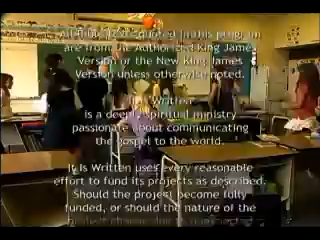 All Bible texts quoted in this program
are from the Authorized King James
Version or the New King James
Version unless otherwise noted.
It Is Written
is a deeply spiritual ministry
passionate about communicating
the gospel to the world.
It Is Written uses every reasonable
effort to fund its projects as described.
Should the project become fully
funded, or should the nature of the